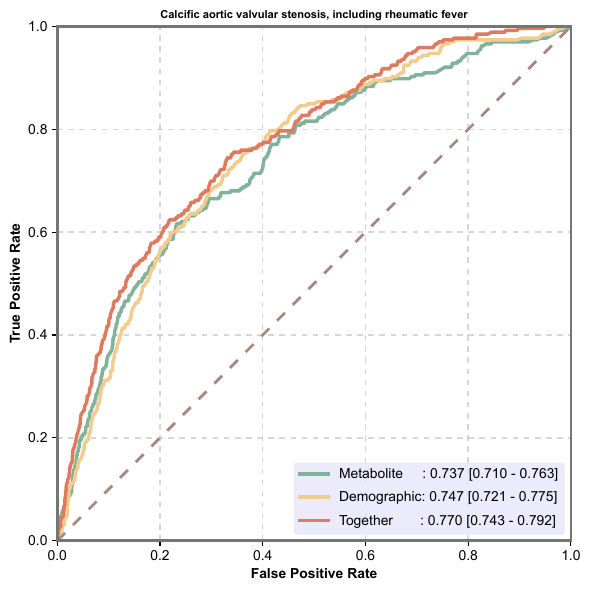 Calcific aortic valvular stenosis, including rheumatic fever
1.0
0.8
0.6
0.4
0.2
0.0
True Positive Rate
Metabolite : 0.737 [0.710 - 0.763]
Demographic: 0.747 [0.721 - 0.775]
Together : 0.770 [0.743 - 0.792]
0.0 0.2 0.4 0.6 0.8 1.0
False Positive Rate